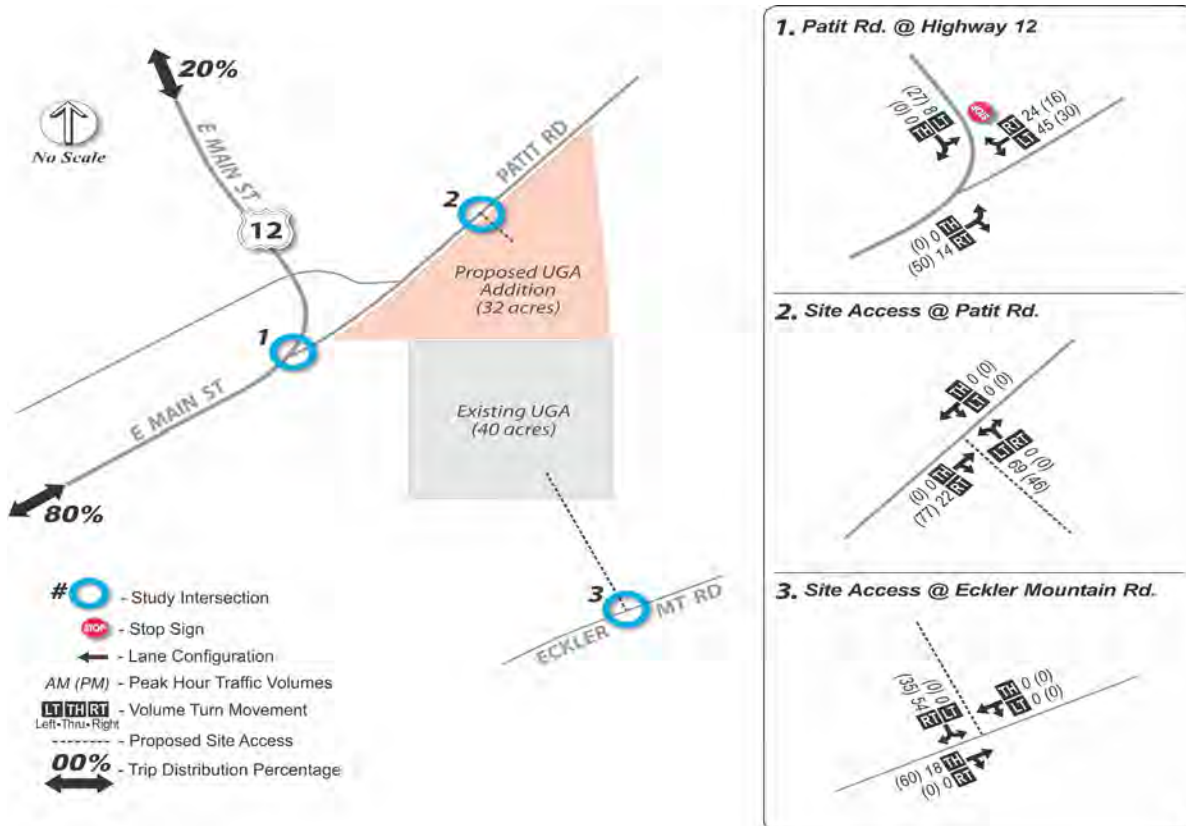 20%
No Scale
E MAIN ST
12
PATIT RD
2
Proposed UGA
Addition
(32 acres)
1
E MAIN ST
80%
Existing UGA
(40 acres)
3
ECKLER MT RD
# - Study Intersection
STOP - Stop Sign
- Lane Configuration
AM (PM) - Peak Hour Traffic Volumes
LT TH RT - Volume Turn Movement
Left•Thru•Right
- Proposed Site Access
00% - Trip Distribution Percentage
1. Patit Rd. @ Highway 12
(27) 8 LT
(0) 0 TH
STOP
RT 24 (16)
LT 45 (30)
(0) 0 TH
(50) 14 RT
2. Site Access @ Patit Rd.
TH 0 (0)
LT 0 (0)
RT 0 (0)
LT 69 (46)
(0) 0 TH
(77) 22 RT
3. Site Access @ Eckler Mountain Rd.
(0) 0 LT
(35) 54 RT
TH 0 (0)
LT 0 (0)
(60) 18 TH
(0) 0 RT